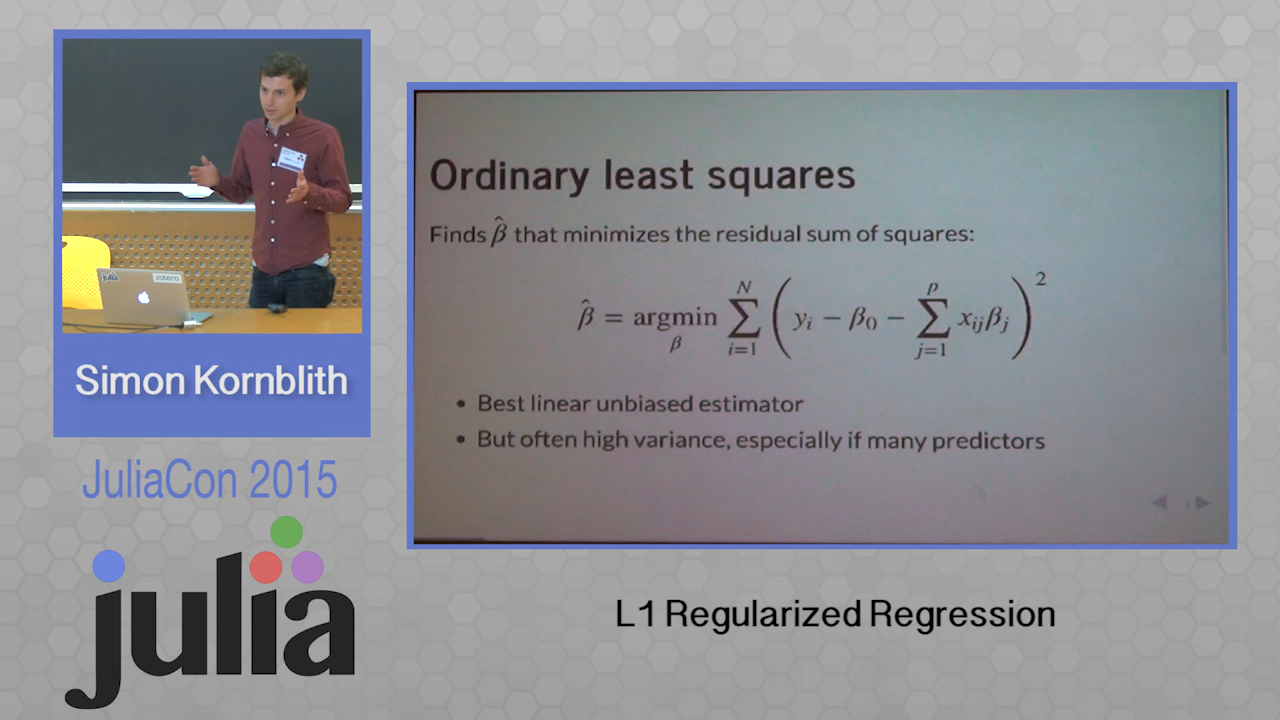 julia
zotero
Simon Kornblith
JuliaCon 2015
julia
Ordinary least squares
Finds β̂ that minimizes the residual sum of squares:
β̂ = argmin_β ∑_{i=1}^{N} ( y_i − β_0 − ∑_{j=1}^{p} x_{ij}β_j )^2
• Best linear unbiased estimator
• But often high variance, especially if many predictors
L1 Regularized Regression